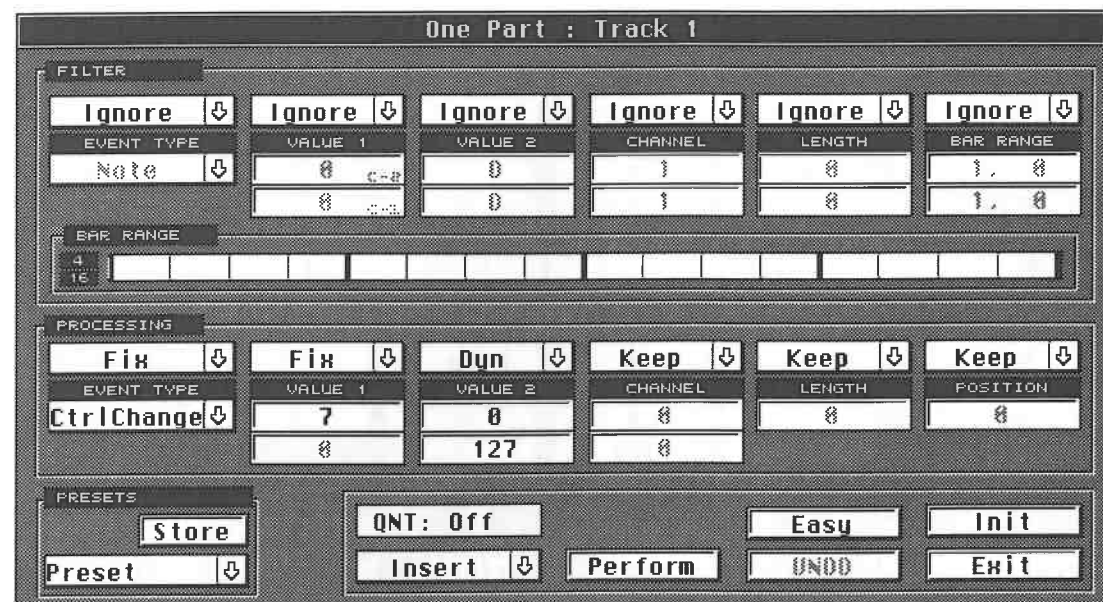 One Part : Track 1
FILTER
Ignore Ignore Ignore Ignore Ignore Ignore
EVENT TYPE VALUE 1 VALUE 2 CHANNEL LENGTH BAR RANGE
Note 0 c-2 0 1 0 1, 0
0 c-2 0 1 0 1, 0
BAR RANGE
4
16
PROCESSING
Fix Fix Dyn Keep Keep Keep
EVENT TYPE VALUE 1 VALUE 2 CHANNEL LENGTH POSITION
CtrlChange 7 0 0 0 0
0 127 0
PRESETS
Store QNT: Off Easy Init
Preset Insert Perform UNDO Exit